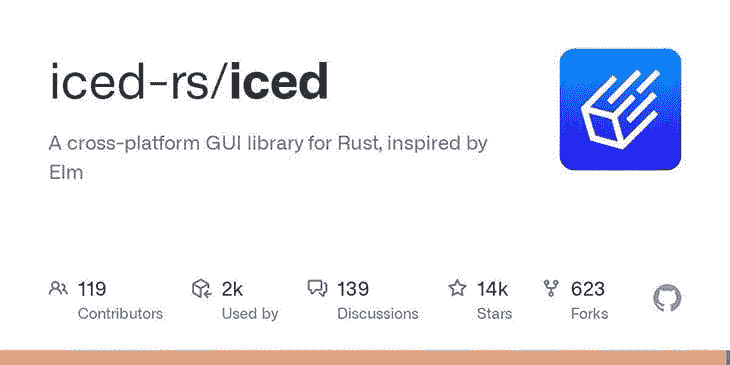 iced-rs/iced
A cross-platform GUI library for Rust, inspired by
Elm
119 2k 139 14k 623
Contributors Used by Discussions Stars Forks